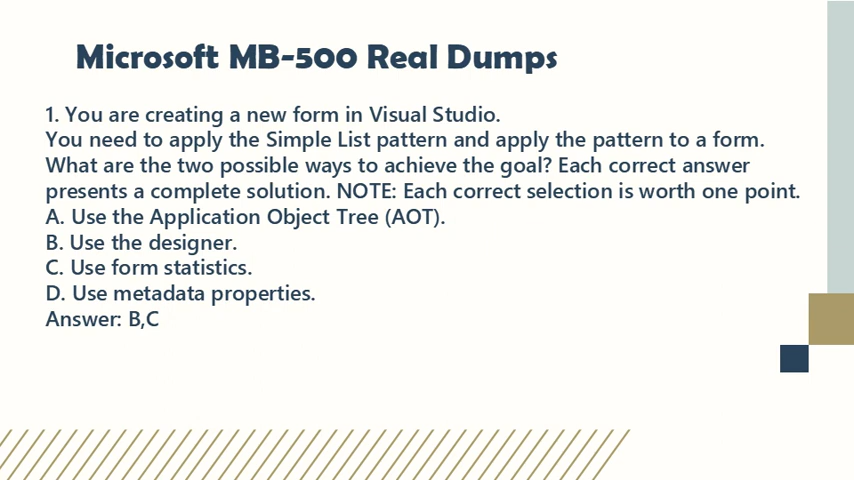 Microsoft MB-500 Real Dumps
1. You are creating a new form in Visual Studio.
You need to apply the Simple List pattern and apply the pattern to a form.
What are the two possible ways to achieve the goal? Each correct answer
presents a complete solution. NOTE: Each correct selection is worth one point.
A. Use the Application Object Tree (AOT).
B. Use the designer.
C. Use form statistics.
D. Use metadata properties.
Answer: B,C